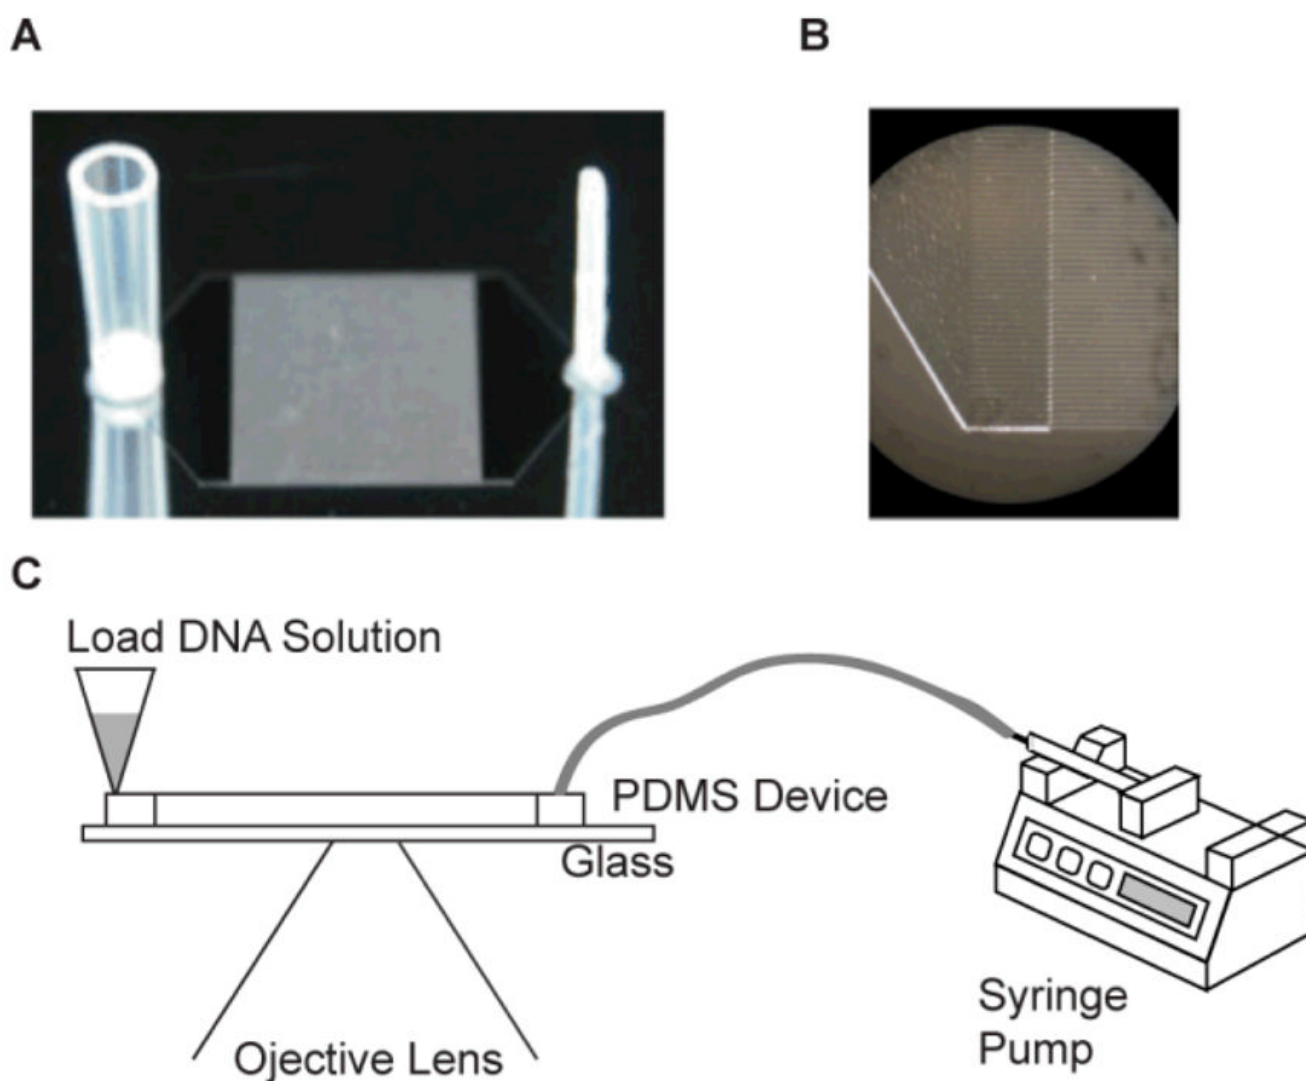 A
B
C
Load DNA Solution
PDMS Device
Glass
Ojective Lens
Syringe
Pump